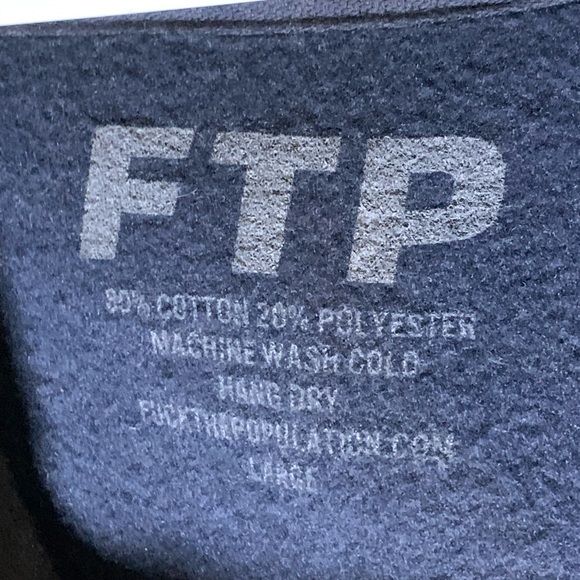 FTP
80% COTTON 20% POLYESTER
MACHINE WASH COLD
HANG DRY
FUCKTHEPOPULATION.COM
LARGE